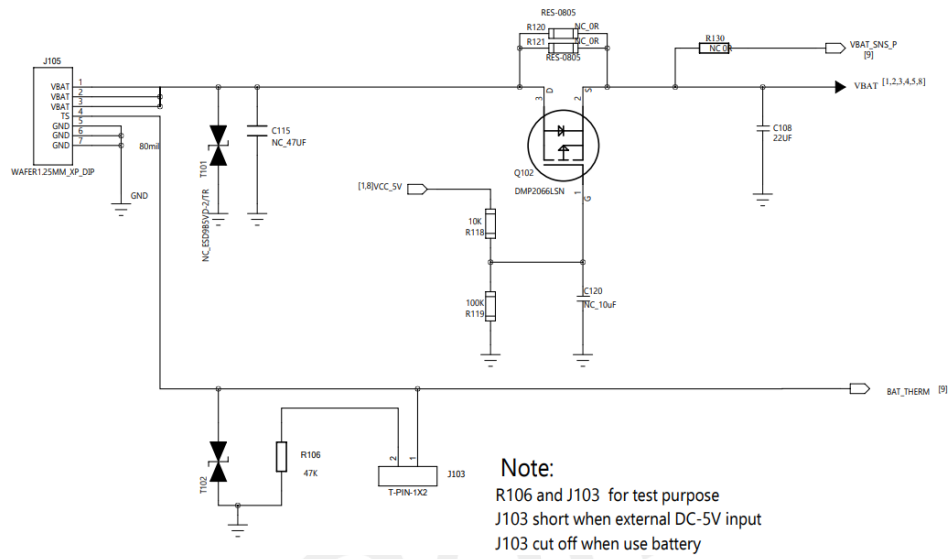 RES-0805
R120 NC_0R
R121 NC_0R
RES-0805
R130
NC 0R
VBAT_SNS_P
[9]
J105
VBAT 1
VBAT 2
VBAT 3
TS 4
GND 5
GND 6
GND 7
WAFER1.25MM_XP_DIP
80mil
GND
T101
NC_ESD9B5VD-2/TR
C115
NC_47UF
3 D
2 S
Q102
DMP2066LSN
1 G
VBAT [1,2,3,4,5,8]
C108
22UF
[1,8]VCC_5V
10K
R118
100K
R119
C120
NC_10uF
BAT_THERM [9]
T102
R106
47K
2 1
J103
T-PIN-1X2
Note:
R106 and J103 for test purpose
J103 short when external DC-5V input
J103 cut off when use battery